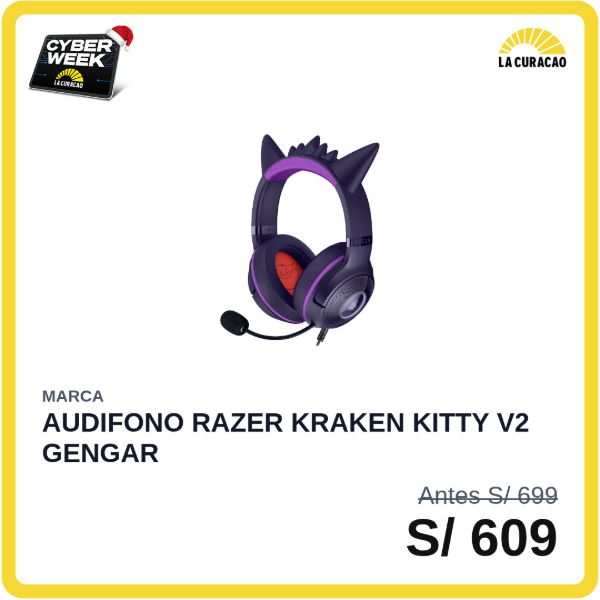 CYBER
WEEK
LA CURACAO
LA CURACAO
MARCA
AUDIFONO RAZER KRAKEN KITTY V2
GENGAR
Antes S/ 699
S/ 609